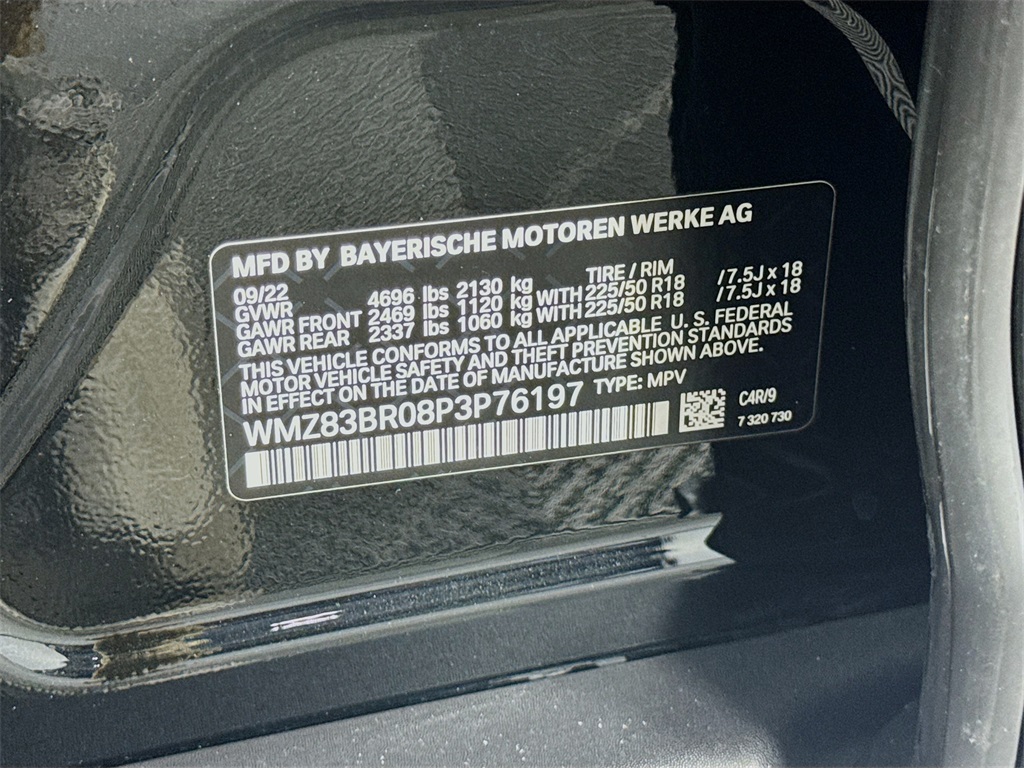 MFD BY BAYERISCHE MOTOREN WERKE AG
09/22 TIRE / RIM
GVWR 4696 lbs 2130 kg
GAWR FRONT 2469 lbs 1120 kg WITH 225/50 R18 /7.5J x 18
GAWR REAR 2337 lbs 1060 kg WITH 225/50 R18 /7.5J x 18
THIS VEHICLE CONFORMS TO ALL APPLICABLE U. S. FEDERAL
MOTOR VEHICLE SAFETY AND THEFT PREVENTION STANDARDS
IN EFFECT ON THE DATE OF MANUFACTURE SHOWN ABOVE.
WMZ83BR08P3P76197 TYPE: MPV
C4R/9
7 320 730